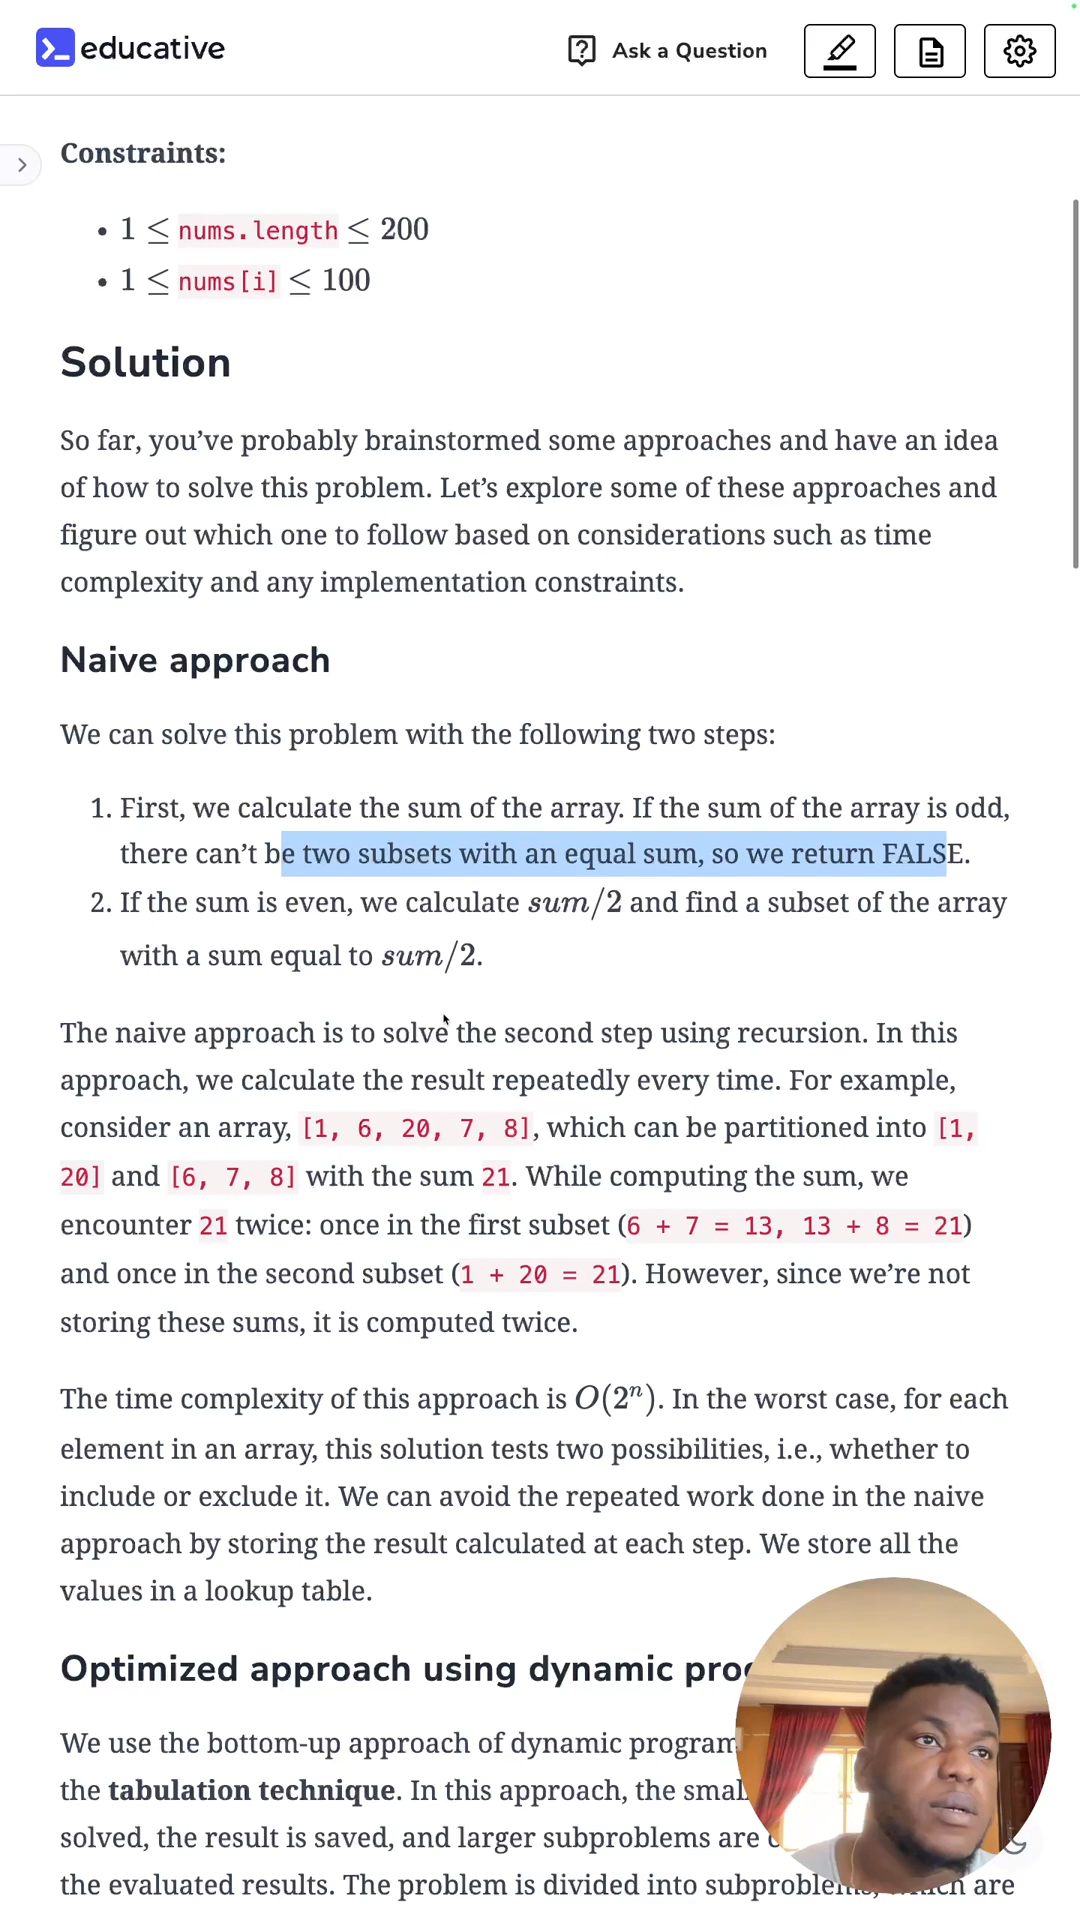 educative
Ask a Question
Constraints:
• 1 ≤ nums.length ≤ 200
• 1 ≤ nums[i] ≤ 100
Solution
So far, you’ve probably brainstormed some approaches and have an idea
of how to solve this problem. Let’s explore some of these approaches and
figure out which one to follow based on considerations such as time
complexity and any implementation constraints.
Naive approach
We can solve this problem with the following two steps:
1. First, we calculate the sum of the array. If the sum of the array is odd,
there can’t be two subsets with an equal sum, so we return FALSE.
2. If the sum is even, we calculate sum/2 and find a subset of the array
with a sum equal to sum/2.
The naive approach is to solve the second step using recursion. In this
approach, we calculate the result repeatedly every time. For example,
consider an array, [1, 6, 20, 7, 8], which can be partitioned into [1,
20] and [6, 7, 8] with the sum 21. While computing the sum, we
encounter 21 twice: once in the first subset (6 + 7 = 13, 13 + 8 = 21)
and once in the second subset (1 + 20 = 21). However, since we’re not
storing these sums, it is computed twice.
The time complexity of this approach is O(2ⁿ). In the worst case, for each
element in an array, this solution tests two possibilities, i.e., whether to
include or exclude it. We can avoid the repeated work done in the naive
approach by storing the result calculated at each step. We store all the
values in a lookup table.
Optimized approach using dynamic
We use the bottom-up approach of dynamic
the tabulation technique. In this approach, the
solved, the result is saved, and larger subproblems are
the evaluated results. The problem is divided into subproblems, which are